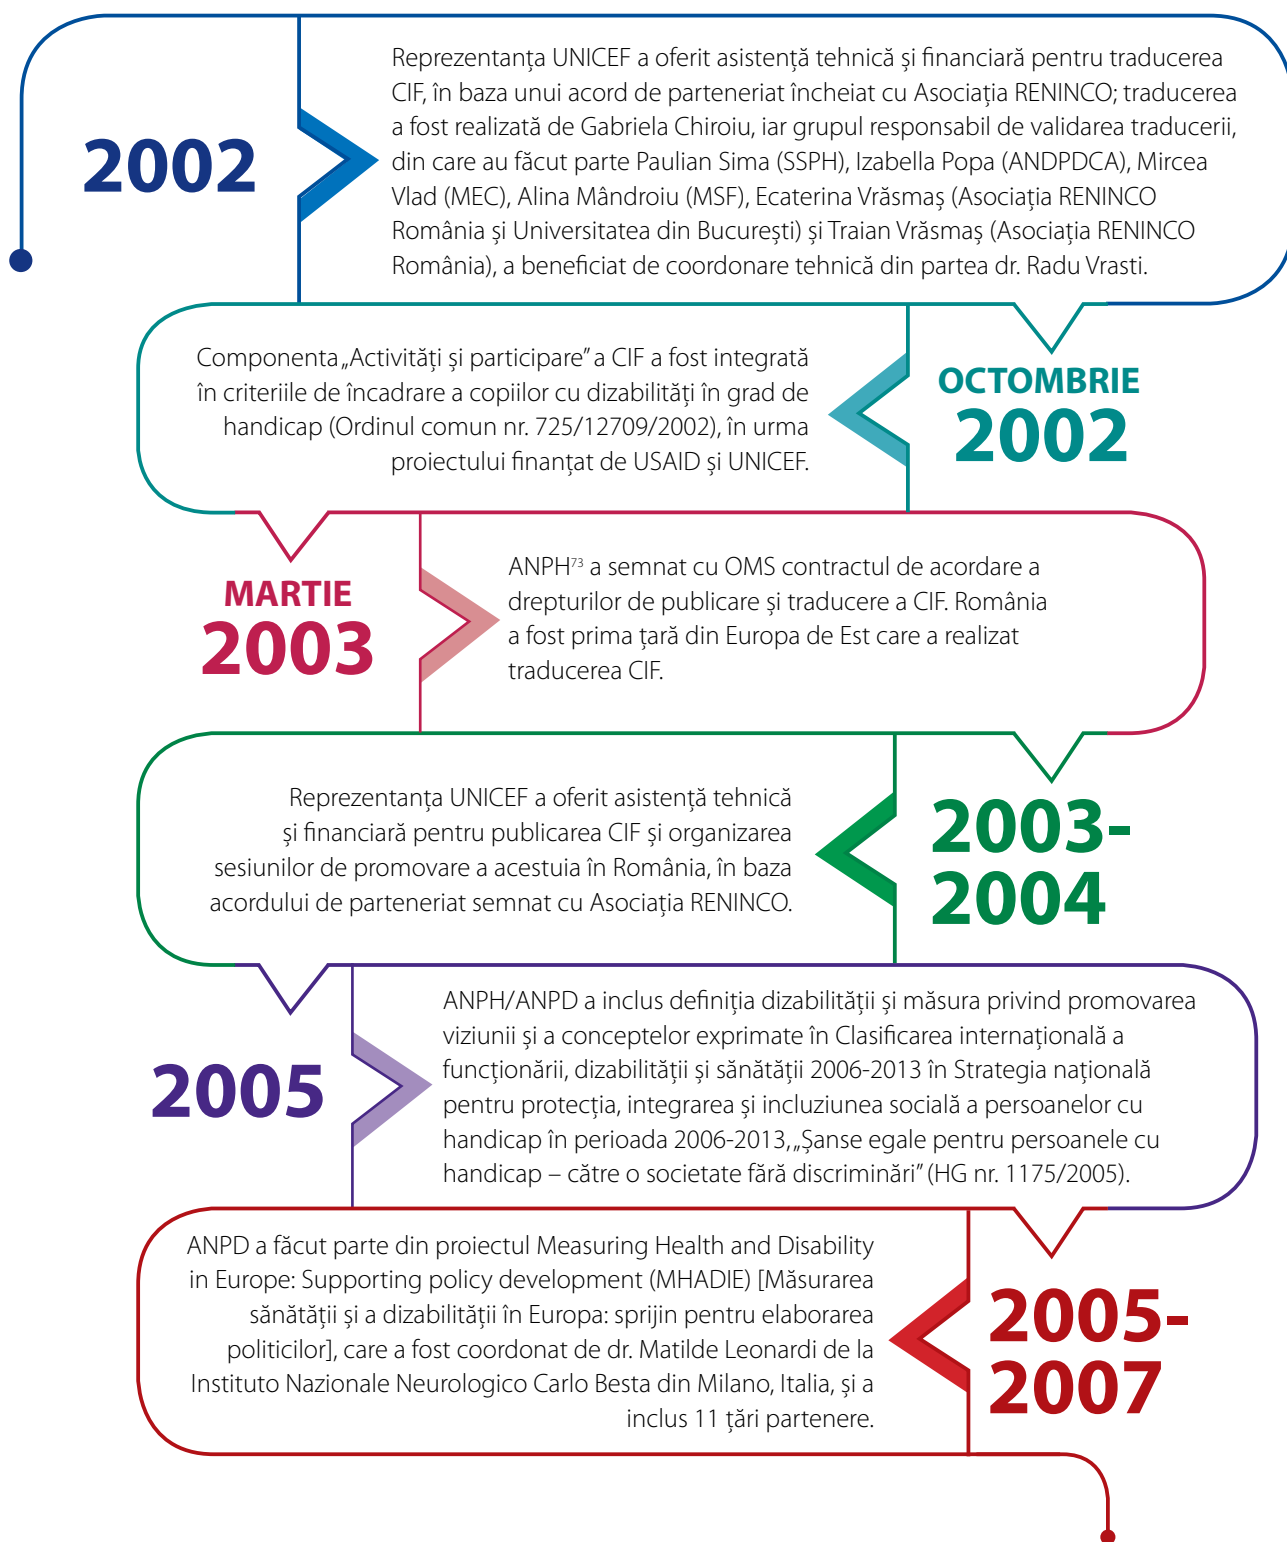 2002
Reprezentanța UNICEF a oferit asistență tehnică și financiară pentru traducerea
CIF, în baza unui acord de parteneriat încheiat cu Asociația RENINCO; traducerea
a fost realizată de Gabriela Chiroiu, iar grupul responsabil de validarea traducerii,
din care au făcut parte Paulian Sima (SSPH), Izabella Popa (ANDPDCA), Mircea
Vlad (MEC), Alina Mândroiu (MSF), Ecaterina Vrăsmaș (Asociația RENINCO
România și Universitatea din București) și Traian Vrăsmaș (Asociația RENINCO
România), a beneficiat de coordonare tehnică din partea dr. Radu Vrasti.
OCTOMBRIE
2002
Componenta „Activități și participare” a CIF a fost integrată
în criteriile de încadrare a copiilor cu dizabilități în grad de
handicap (Ordinul comun nr. 725/12709/2002), în urma
proiectului finanțat de USAID și UNICEF.
MARTIE
2003
ANPH73 a semnat cu OMS contractul de acordare a
drepturilor de publicare și traducere a CIF. România
a fost prima țară din Europa de Est care a realizat
traducerea CIF.
2003-
2004
Reprezentanța UNICEF a oferit asistență tehnică
și financiară pentru publicarea CIF și organizarea
sesiunilor de promovare a acestuia în România, în baza
acordului de parteneriat semnat cu Asociația RENINCO.
2005
ANPH/ANPD a inclus definiția dizabilității și măsura privind promovarea
viziunii și a conceptelor exprimate în Clasificarea internațională a
funcționării, dizabilității și sănătății 2006-2013 în Strategia națională
pentru protecția, integrarea și incluziunea socială a persoanelor cu
handicap în perioada 2006-2013, „Șanse egale pentru persoanele cu
handicap – către o societate fără discriminări” (HG nr. 1175/2005).
2005-
2007
ANPD a făcut parte din proiectul Measuring Health and Disability
in Europe: Supporting policy development (MHADIE) [Măsurarea
sănătății și a dizabilității în Europa: sprijin pentru elaborarea
politicilor], care a fost coordonat de dr. Matilde Leonardi de la
Instituto Nazionale Neurologico Carlo Besta din Milano, Italia, și a
inclus 11 țări partenere.